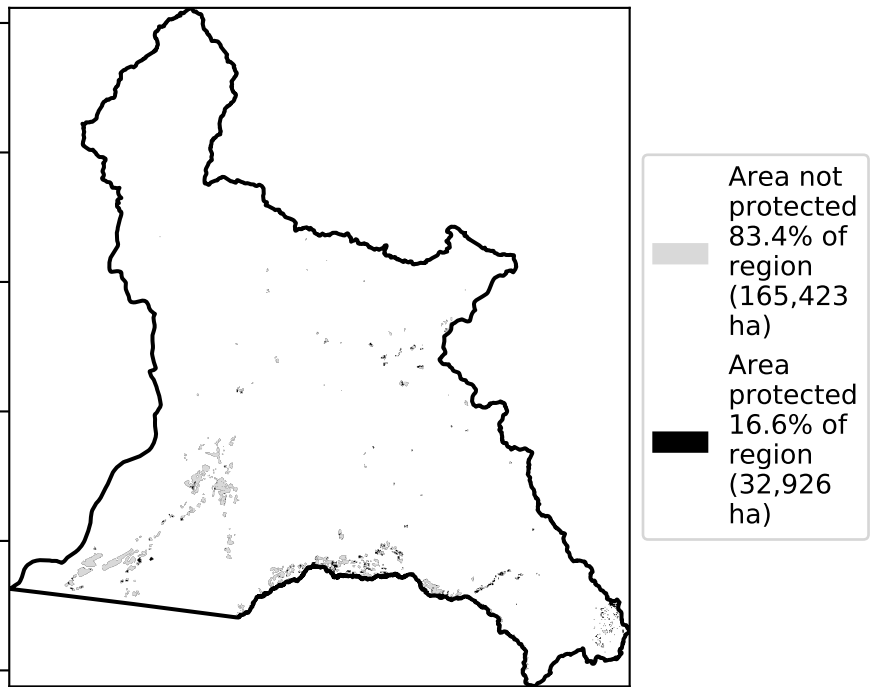 Area not
protected
83.4% of
region
(165,423
ha)
Area
protected
16.6% of
region
(32,926
ha)